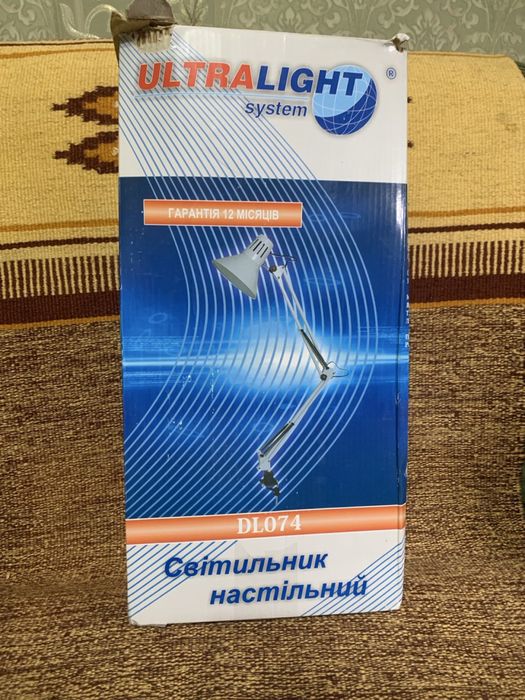 ULTRALIGHT
system ®
ГАРАНТІЯ 12 МІСЯЦІВ
DL074
Світильник
настільний